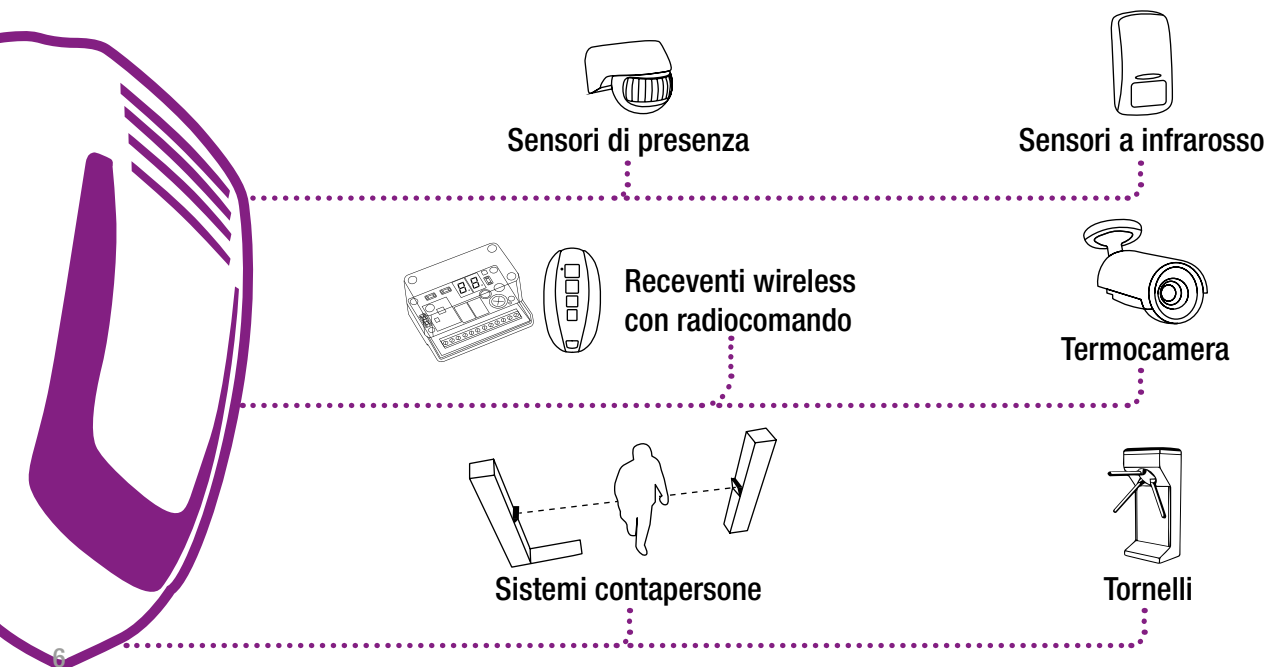 Sensori di presenza
Sensori a infrarosso
Receventi wireless
con radiocomando
Termocamera
Sistemi contapersone
Tornelli
6